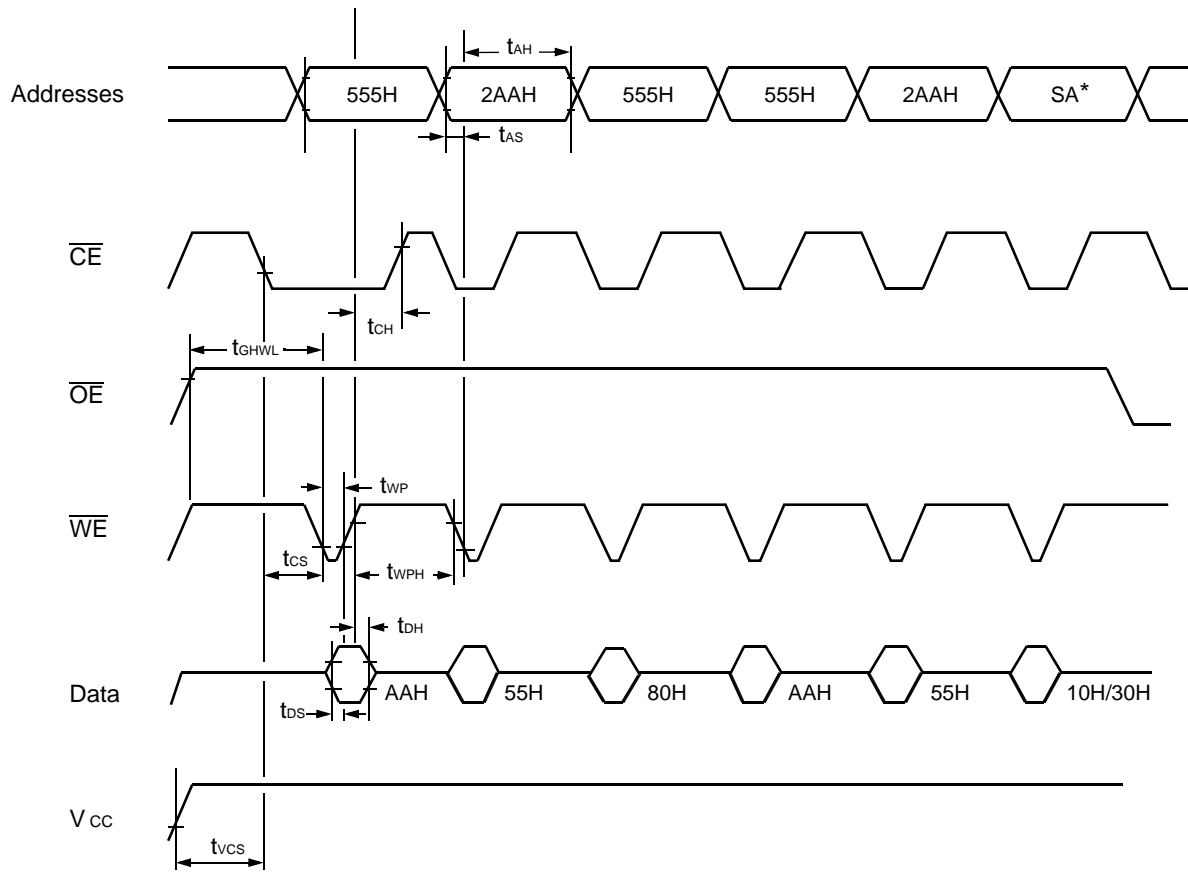 tAH
Addresses 555H 2AAH 555H 555H 2AAH SA*
tAS
CE
tCH
tGHWL
OE
tWP
WE
tCS
tWPH
tDH
Data AAH 55H 80H AAH 55H 10H/30H
tDS
VCC
tVCS